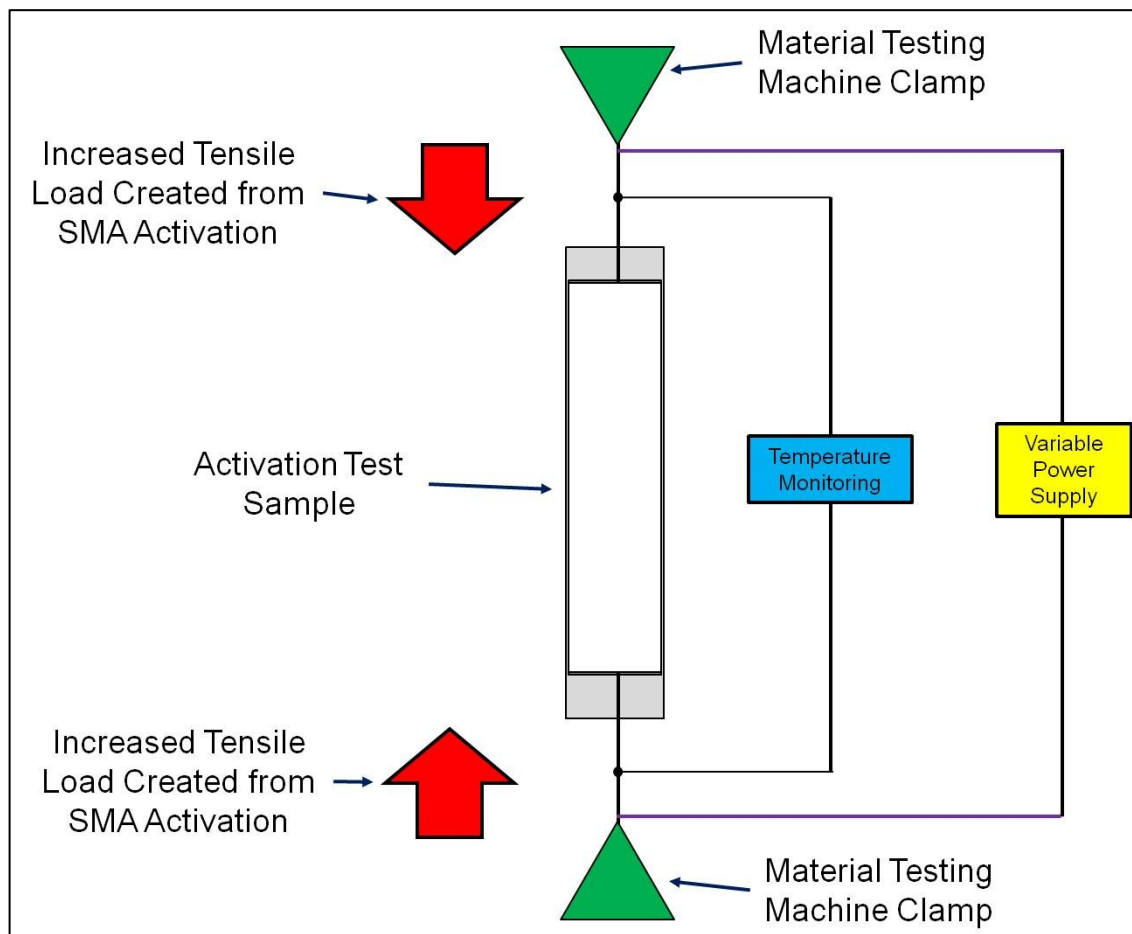 Material Testing
Machine Clamp
Increased Tensile
Load Created from
SMA Activation
Activation Test
Sample
Temperature
Monitoring
Variable
Power
Supply
Increased Tensile
Load Created from
SMA Activation
Material Testing
Machine Clamp